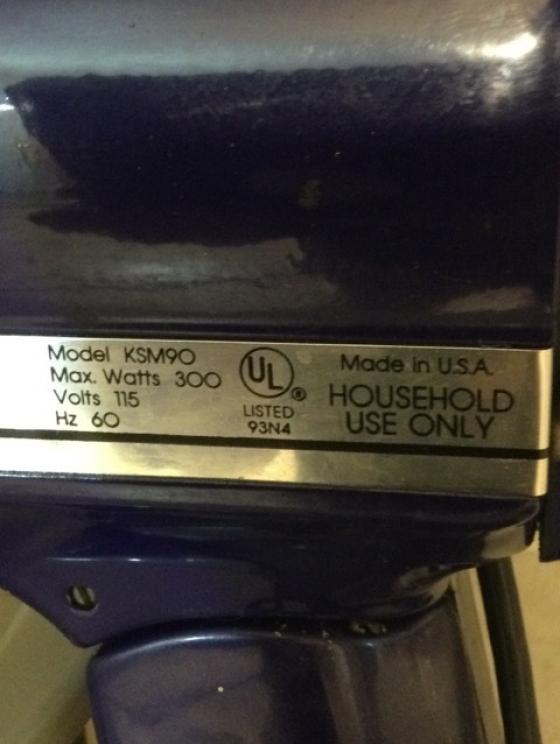 Model KSM90
Max. Watts 300
Volts 115
Hz 60
UL®
LISTED
93N4
Made in U.S.A.
HOUSEHOLD
USE ONLY